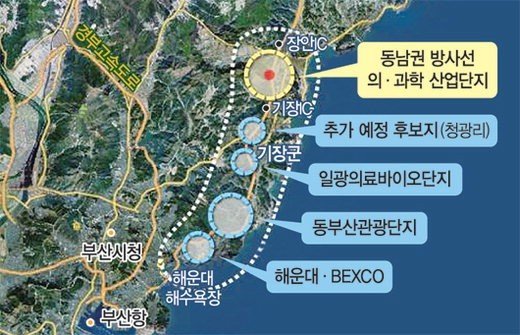 장안IC
동남권 방사선
의·과학 산업단지
경부고속도로
기장IC
추가 예정 후보지(청광리)
기장군
일광의료바이오단지
동부산관광단지
부산시청
해운대
해수욕장
해운대·BEXCO
부산항